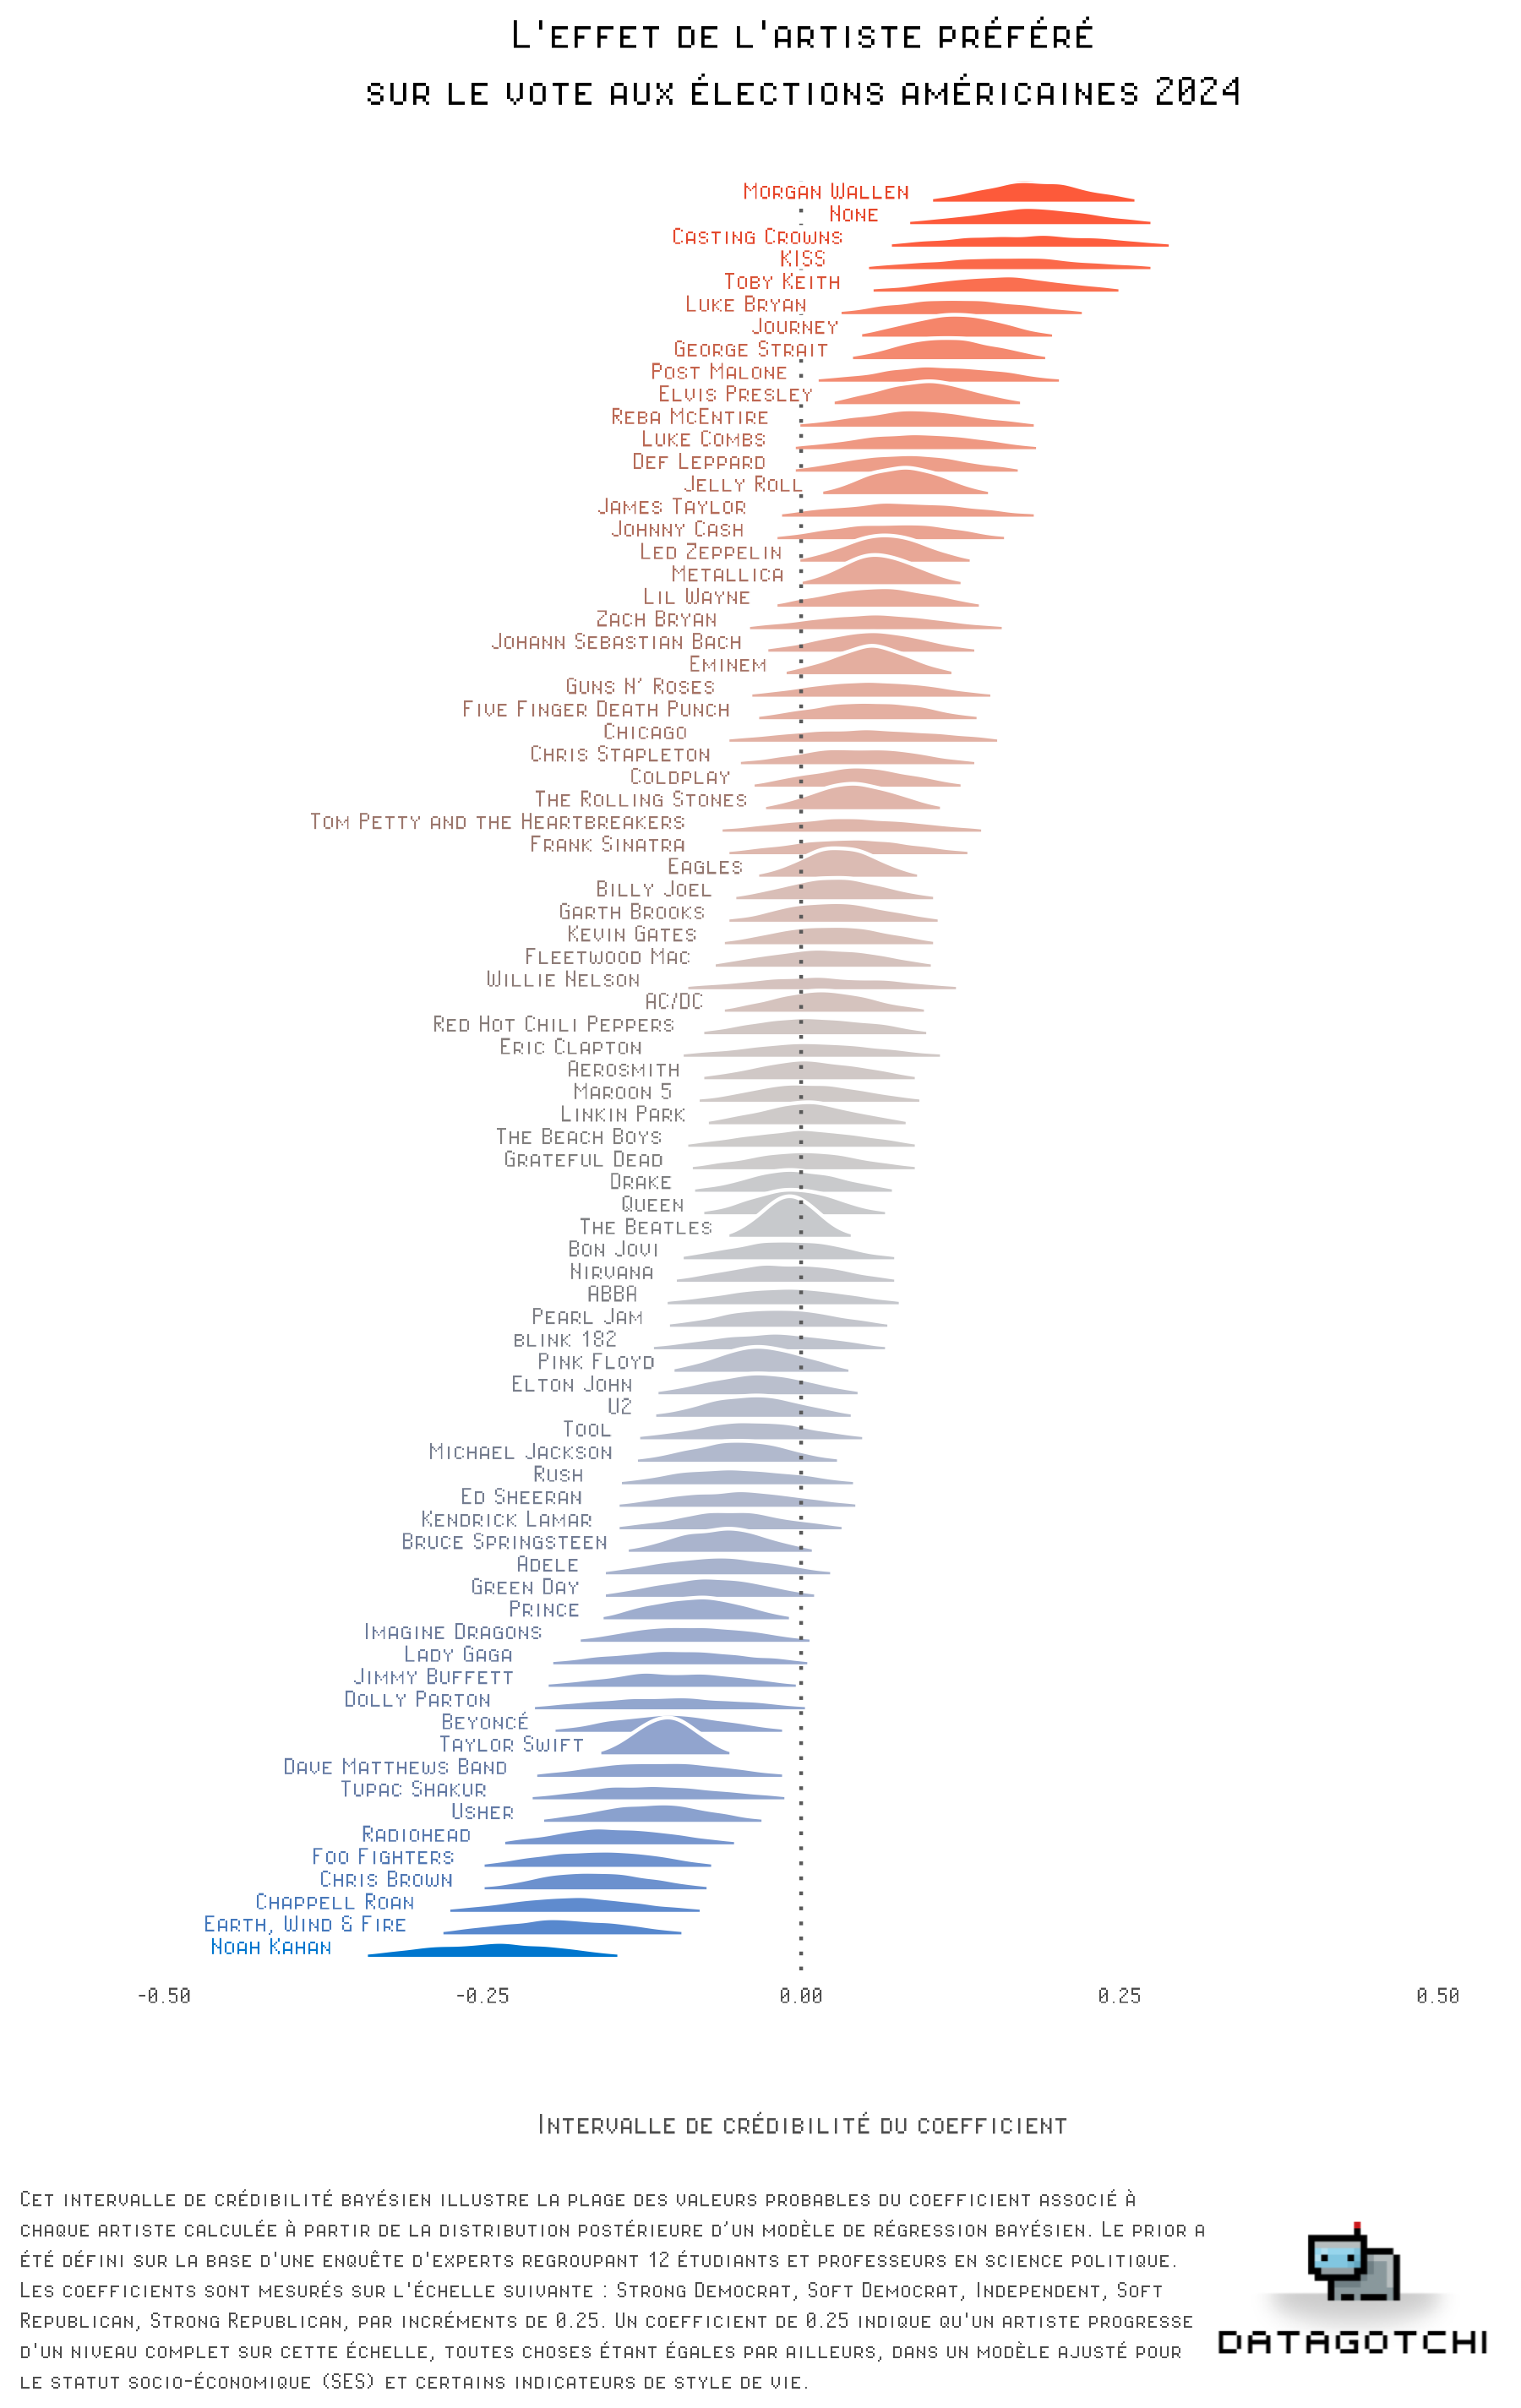 L'effet de l'artiste préféré
sur le vote aux élections américaines 2024
Morgan Wallen
None
Casting Crowns
KISS
Toby Keith
Luke Bryan
Journey
George Strait
Post Malone
Elvis Presley
Reba McEntire
Luke Combs
Def Leppard
Jelly Roll
James Taylor
Johnny Cash
Led Zeppelin
Metallica
Lil Wayne
Zach Bryan
Johann Sebastian Bach
Eminem
Guns N’ Roses
Five Finger Death Punch
Chicago
Chris Stapleton
Coldplay
The Rolling Stones
Tom Petty and the Heartbreakers
Frank Sinatra
Eagles
Billy Joel
Garth Brooks
Kevin Gates
Fleetwood Mac
Willie Nelson
AC/DC
Red Hot Chili Peppers
Eric Clapton
Aerosmith
Maroon 5
Linkin Park
The Beach Boys
Grateful Dead
Drake
Queen
The Beatles
Bon Jovi
Nirvana
ABBA
Pearl Jam
blink 182
Pink Floyd
Elton John
U2
Tool
Michael Jackson
Rush
Ed Sheeran
Kendrick Lamar
Bruce Springsteen
Adele
Green Day
Prince
Imagine Dragons
Lady Gaga
Jimmy Buffett
Dolly Parton
Beyoncé
Taylor Swift
Dave Matthews Band
Tupac Shakur
Usher
Radiohead
Foo Fighters
Chris Brown
Chappell Roan
Earth, Wind & Fire
Noah Kahan
-0.50 -0.25 0.00 0.25 0.50
Intervalle de crédibilité du coefficient
Cet intervalle de crédibilité bayésien illustre la plage des valeurs probables du coefficient associé à
chaque artiste calculée à partir de la distribution postérieure d’un modèle de régression bayésien. Le prior a
été défini sur la base d'une enquête d'experts regroupant 12 étudiants et professeurs en science politique.
Les coefficients sont mesurés sur l'échelle suivante : Strong Democrat, Soft Democrat, Independent, Soft
Republican, Strong Republican, par incréments de 0.25. Un coefficient de 0.25 indique qu'un artiste progresse
d'un niveau complet sur cette échelle, toutes choses étant égales par ailleurs, dans un modèle ajusté pour
le statut socio-économique (SES) et certains indicateurs de style de vie.
DATAGOTCHI